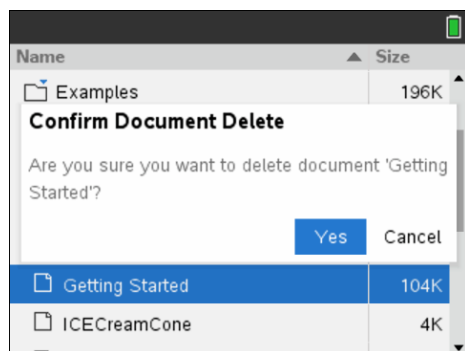 Name Size
Examples 196K
Confirm Document Delete
Are you sure you want to delete document 'Getting
Started'?
Yes Cancel
Getting Started 104K
ICECreamCone 4K